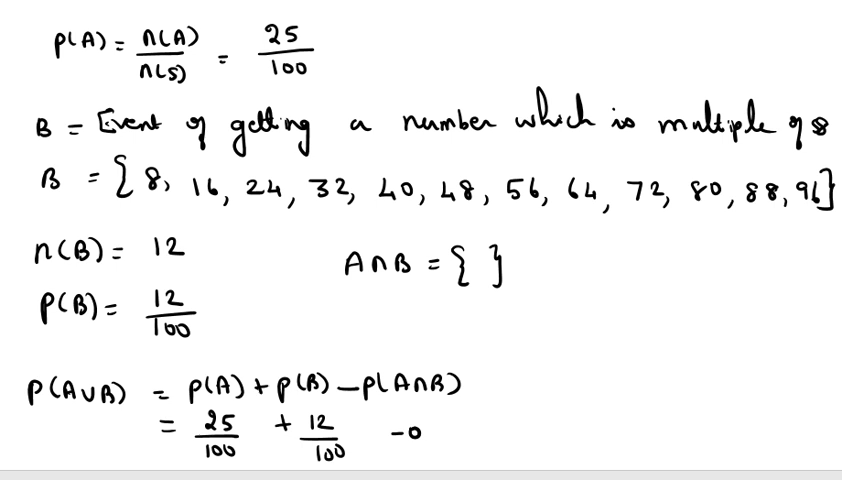 P(A) = n(A)/n(S) = 25/100
B = Event of getting a number which is multiple of 8
B = { 8, 16, 24, 32, 40, 48, 56, 64, 72, 80, 88, 96}
n(B) = 12
A∩B = { }
P(B) = 12/100
P(A∪B) = P(A) + P(B) – P(A∩B)
= 25/100 + 12/100 – 0